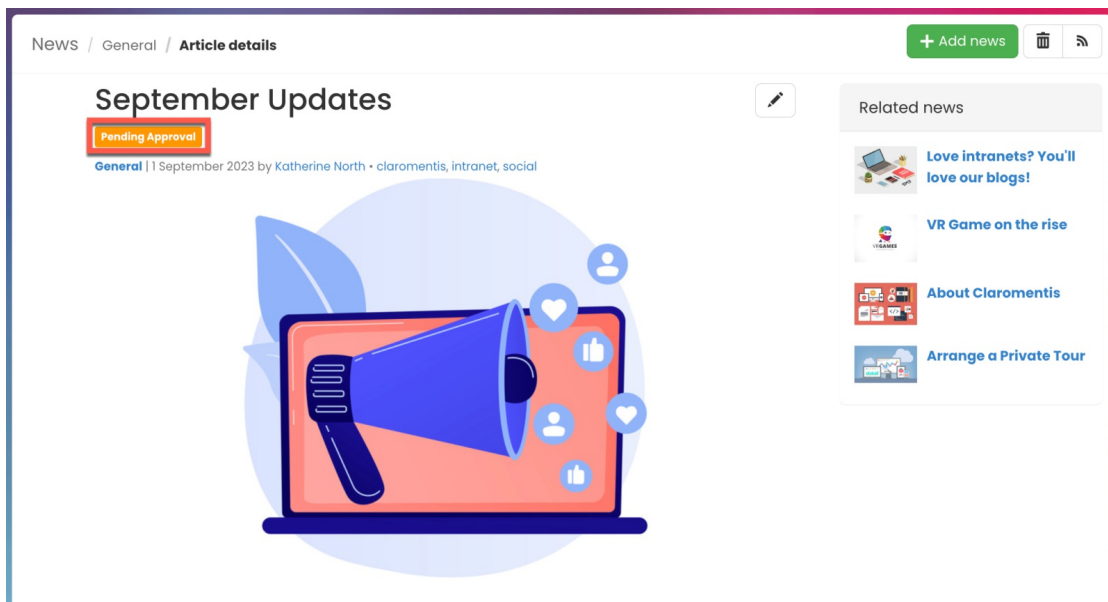 News / General / Article details
+ Add news
September Updates
Pending Approval
General | 1 September 2023 by Katherine North • claromentis, intranet, social
Related news
Love intranets? You'll
love our blogs!
VR Game on the rise
VRGAMES
About Claromentis
Arrange a Private Tour